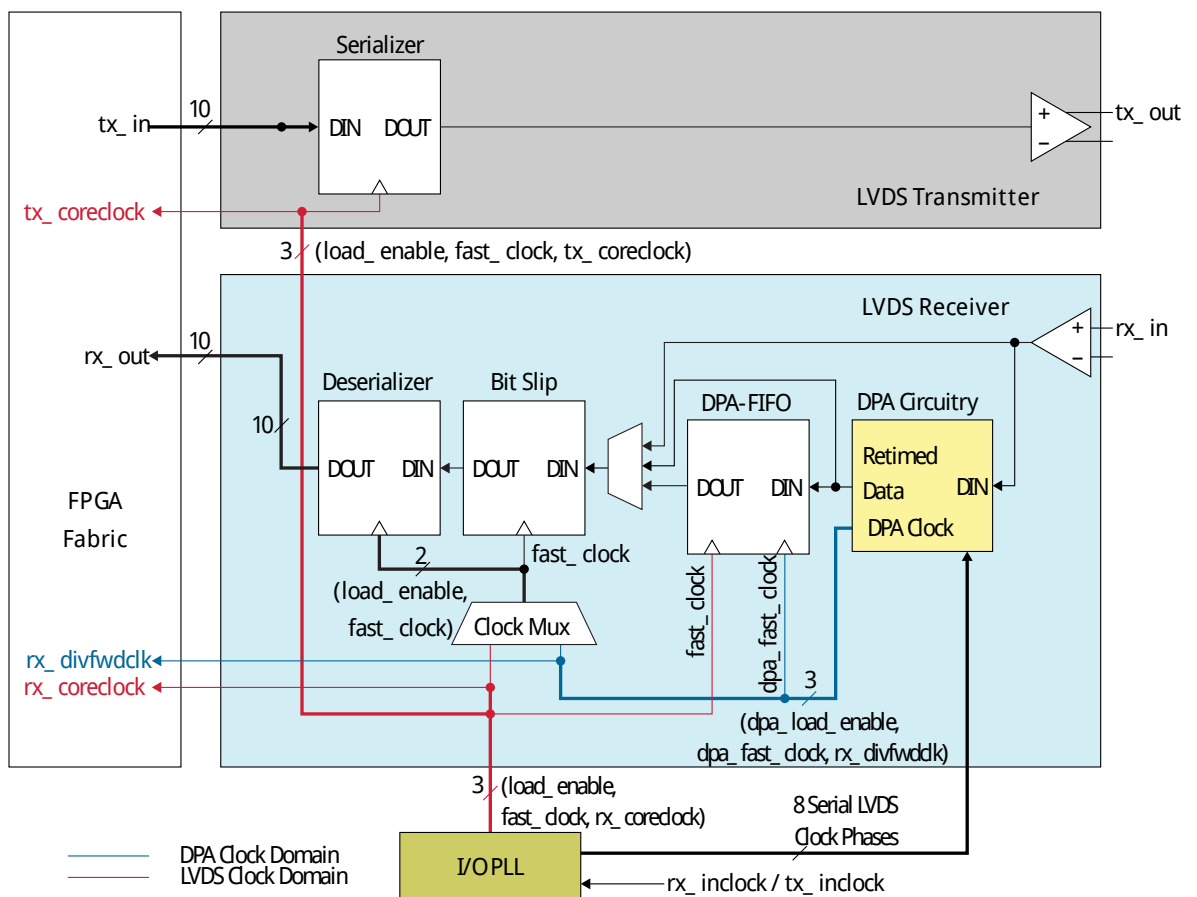 Serializer
10
tx_ in
DIN DOUT
+
−
tx_ out
LVDS Transmitter
tx_ coreclock
3 (load_ enable, fast_ clock, tx_ coreclock)
LVDS Receiver
+
−
rx_ in
10
rx_ out
Deserializer
Bit Slip
DPA-FIFO
DPA Circuitry
10
DOUT DIN
DOUT DIN
DOUT DIN
Retimed
Data
DIN
DPA Clock
FPGA
Fabric
2
fast_ clock
(load_ enable,
fast_ clock)
Clock Mux
fast_ clock
dpa_ fast_ clock
rx_ divfwdclk
rx_ coreclock
3
(dpa_ load_ enable,
dpa_ fast_ clock, rx_ divfwdclk)
3 (load_ enable,
fast_ clock, rx_ coreclock)
8 Serial LVDS
Clock Phases
I/O PLL
rx_ inclock / tx_ inclock
DPA Clock Domain
LVDS Clock Domain